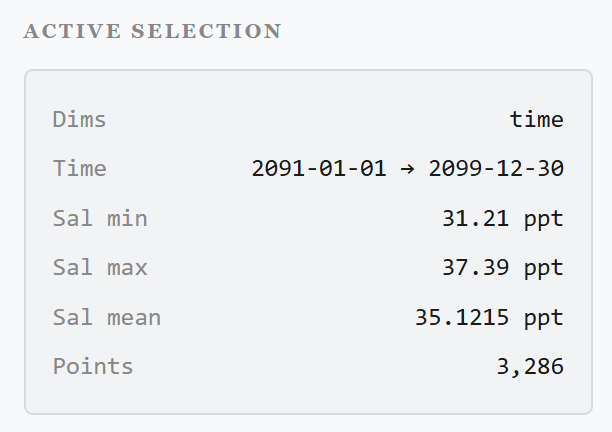 ACTIVE SELECTION
Dims time
Time 2091-01-01 → 2099-12-30
Sal min 31.21 ppt
Sal max 37.39 ppt
Sal mean 35.1215 ppt
Points 3,286